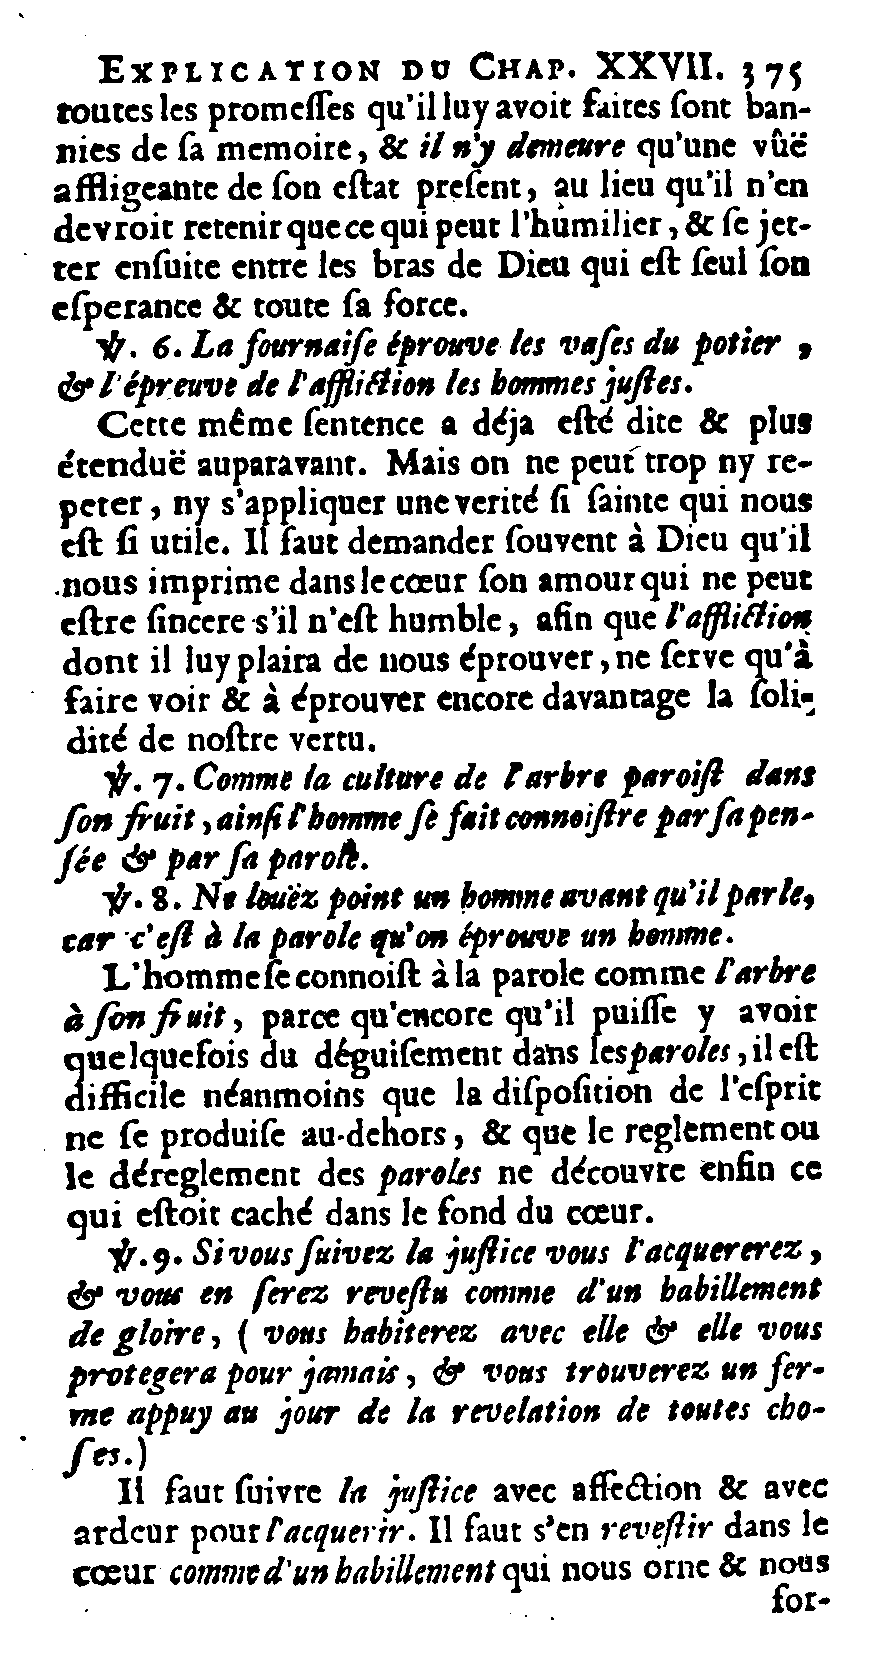 EXPLICATION DU CHAP. XXVII. 375
toutes les promeſſes qu'il luy avoit faites ſont ban-
nies de ſa memoire, & il n'y demeure qu'une vûë
affligeante de ſon eſtat preſent, au lieu qu'il n'en
devroit retenir que ce qui peut l'humilier, & ſe jet-
ter enſuite entre les bras de Dieu qui eſt ſeul ſon
eſperance & toute ſa force.
℣. 6. La fournaiſe éprouve les vaſes du potier,
& l'épreuve de l'affliction les hommes juſtes.
Cette même ſentence a déja eſté dite & plus
étenduë auparavant. Mais on ne peut trop ny re-
peter, ny s'appliquer une verité ſi ſainte qui nous
eſt ſi utile. Il faut demander ſouvent à Dieu qu'il
nous imprime dans le cœur ſon amour qui ne peut
eſtre ſincere s'il n'eſt humble, afin que l'affliction
dont il luy plaira de nous éprouver, ne ſerve qu'à
faire voir & à éprouver encore davantage la ſoli-
dité de noſtre vertu.
℣. 7. Comme la culture de l'arbre paroiſt dans
ſon fruit, ainſi l'homme ſe fait connoiſtre par ſa pen-
ſée & par ſa parole.
℣. 8. Ne louëz point un homme avant qu'il parle,
car c'eſt à la parole qu'on éprouve un homme.
L'homme ſe connoiſt à la parole comme l'arbre
à ſon fruit, parce qu'encore qu'il puiſſe y avoir
quelquefois du déguiſement dans les paroles, il eſt
difficile néanmoins que la diſpoſition de l'eſprit
ne ſe produiſe au-dehors, & que le reglement ou
le déreglement des paroles ne découvre enfin ce
qui eſtoit caché dans le fond du cœur.
℣. 9. Si vous ſuivez la juſtice vous l'acquererez,
& vous en ſerez reveſtu comme d'un habillement
de gloire, ( vous habiterez avec elle & elle vous
protegera pour jamais, & vous trouverez un fer-
me appuy au jour de la revelation de toutes cho-
ſes.)
Il faut ſuivre la juſtice avec affection & avec
ardeur pour l'acquerir. Il faut s'en reveſtir dans le
cœur comme d'un habillement qui nous orne & nous
for-